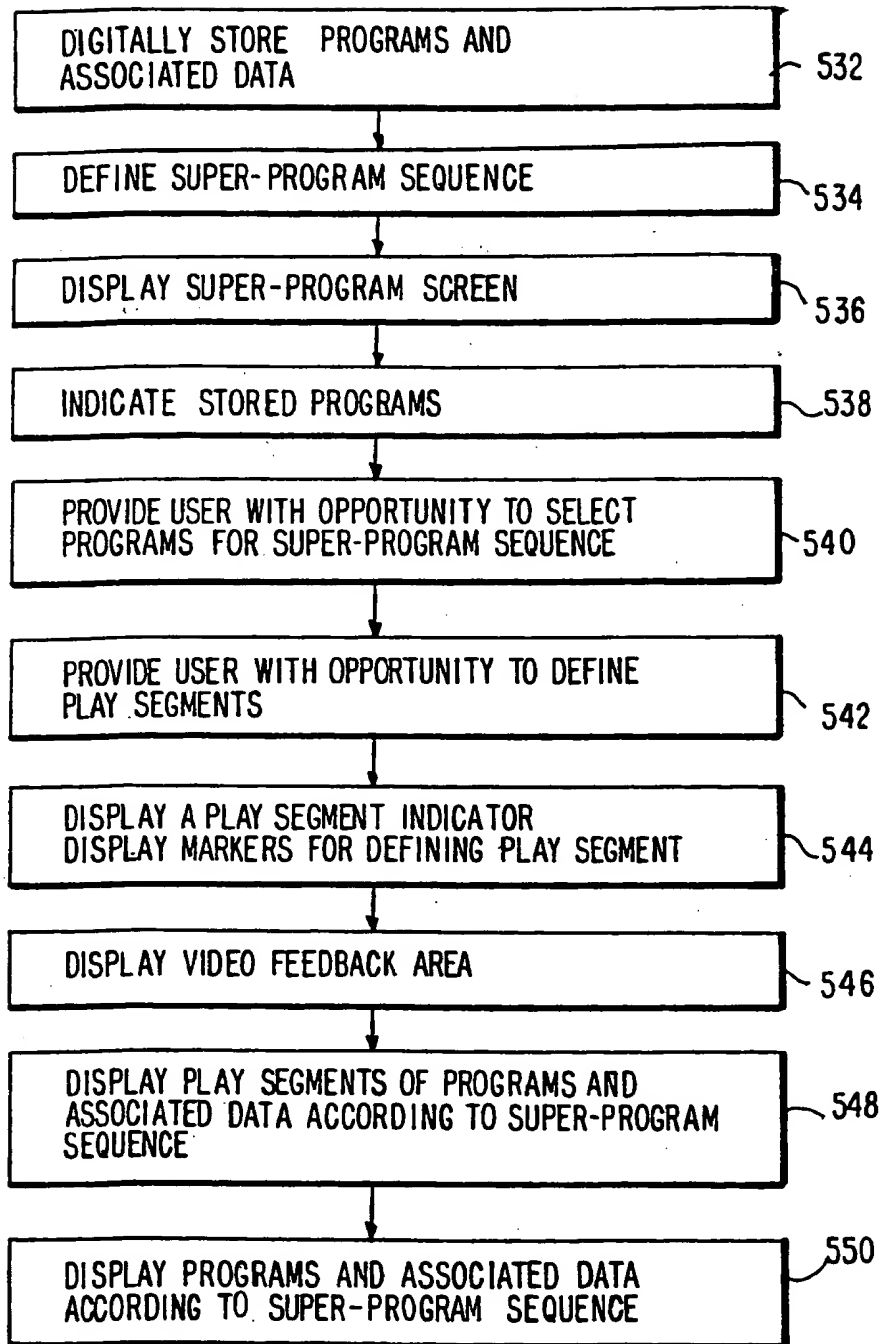 DIGITALLY STORE PROGRAMS AND
ASSOCIATED DATA
532
DEFINE SUPER-PROGRAM SEQUENCE
534
DISPLAY SUPER-PROGRAM SCREEN
536
INDICATE STORED PROGRAMS
538
PROVIDE USER WITH OPPORTUNITY TO SELECT
PROGRAMS FOR SUPER-PROGRAM SEQUENCE
540
PROVIDE USER WITH OPPORTUNITY TO DEFINE
PLAY SEGMENTS
542
DISPLAY A PLAY SEGMENT INDICATOR
DISPLAY MARKERS FOR DEFINING PLAY SEGMENT
544
DISPLAY VIDEO FEEDBACK AREA
546
DISPLAY PLAY SEGMENTS OF PROGRAMS AND
ASSOCIATED DATA ACCORDING TO SUPER-PROGRAM
SEQUENCE
548
DISPLAY PROGRAMS AND ASSOCIATED DATA
ACCORDING TO SUPER-PROGRAM SEQUENCE
550